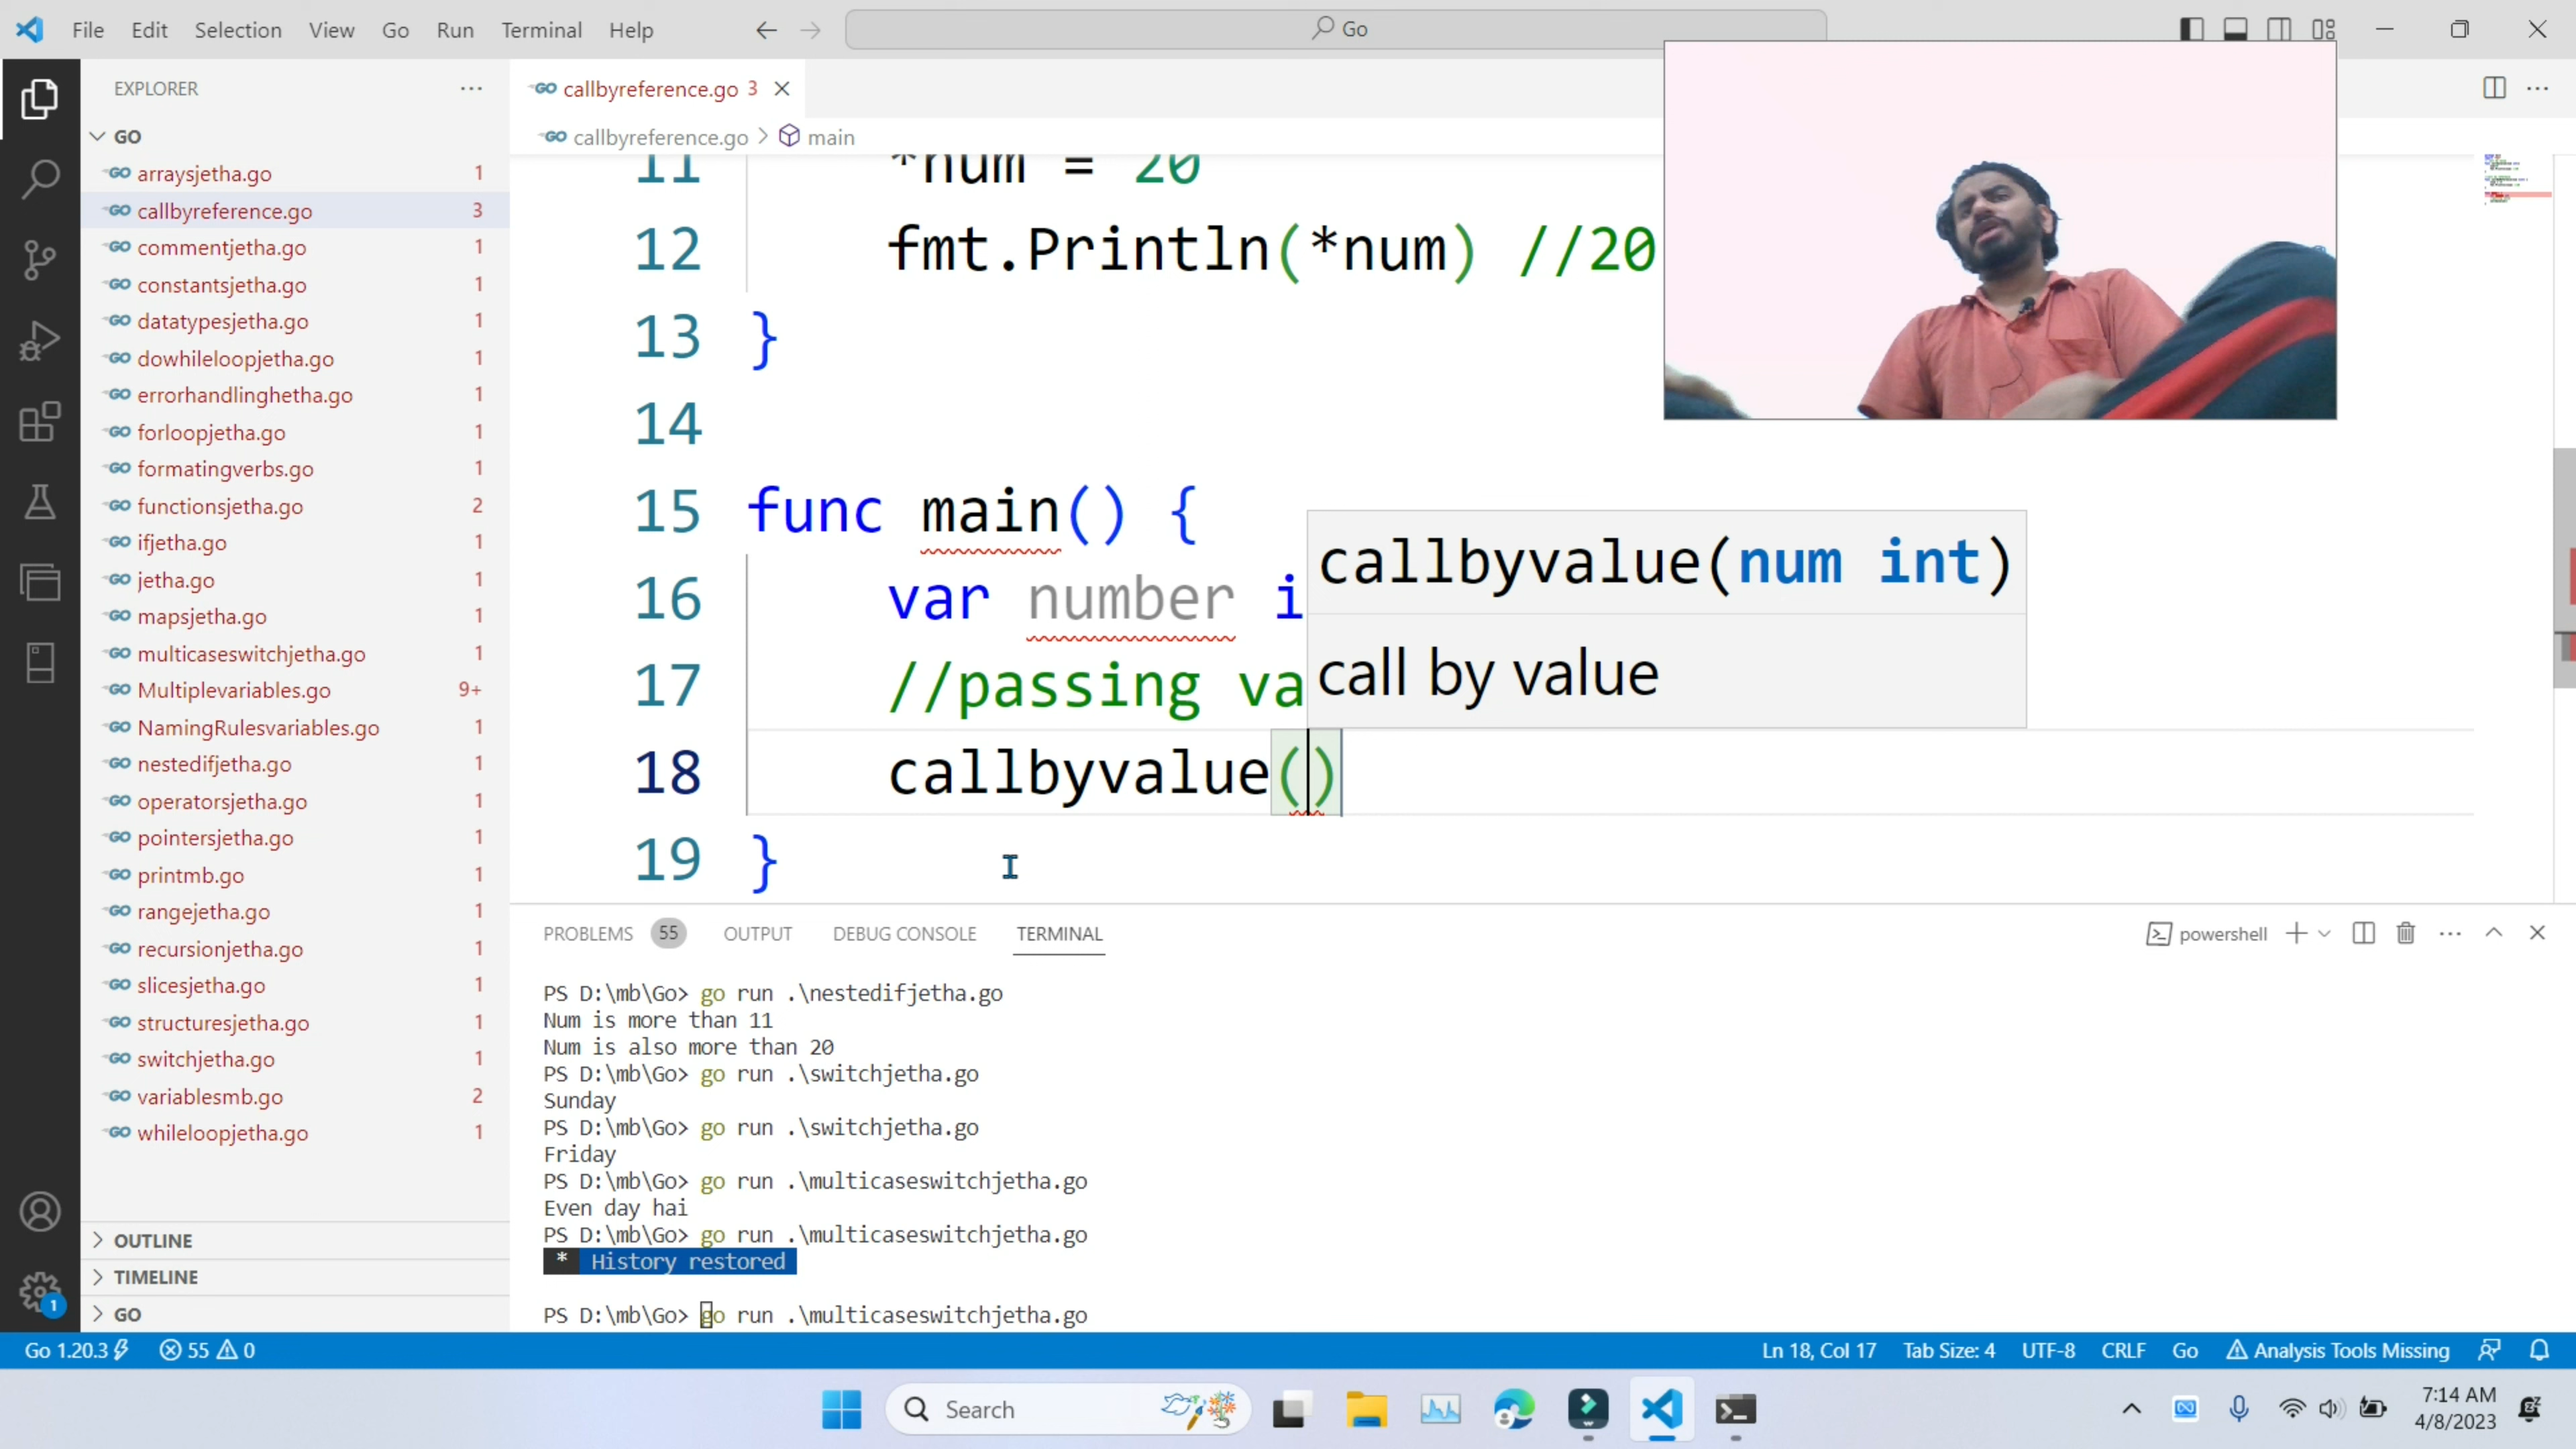 File Edit Selection View Go Run Terminal Help
Go
EXPLORER
GO
arraysjetha.go 1
callbyreference.go 3
commentjetha.go 1
constantsjetha.go 1
datatypesjetha.go 1
dowhileloopjetha.go 1
errorhandlinghetha.go 1
forloopjetha.go 1
formatingverbs.go 1
functionsjetha.go 2
ifjetha.go 1
jetha.go 1
mapsjetha.go 1
multicaseswitchjetha.go 1
Multiplevariables.go 9+
NamingRulesvariables.go 1
nestedifjetha.go 1
operatorsjetha.go 1
pointersjetha.go 1
printmb.go 1
rangejetha.go 1
recursionjetha.go 1
slicesjetha.go 1
structuresjetha.go 1
switchjetha.go 1
variablesmb.go 2
whileloopjetha.go 1
OUTLINE
TIMELINE
GO
callbyreference.go 3
callbyreference.go > main
11 *num = 20
12 fmt.Println(*num) //20
13 }
14
15 func main() {
16 var number i
17 //passing va
18 callbyvalue()
19 }
callbyvalue(num int)
call by value
PROBLEMS 55 OUTPUT DEBUG CONSOLE TERMINAL
powershell
PS D:\mb\Go> go run .\nestedifjetha.go
Num is more than 11
Num is also more than 20
PS D:\mb\Go> go run .\switchjetha.go
Sunday
PS D:\mb\Go> go run .\switchjetha.go
Friday
PS D:\mb\Go> go run .\multicaseswitchjetha.go
Even day hai
PS D:\mb\Go> go run .\multicaseswitchjetha.go
* History restored
PS D:\mb\Go> go run .\multicaseswitchjetha.go
1
Go 1.20.3 55 0 Ln 18, Col 17 Tab Size: 4 UTF-8 CRLF Go Analysis Tools Missing
Search
7:14 AM
4/8/2023